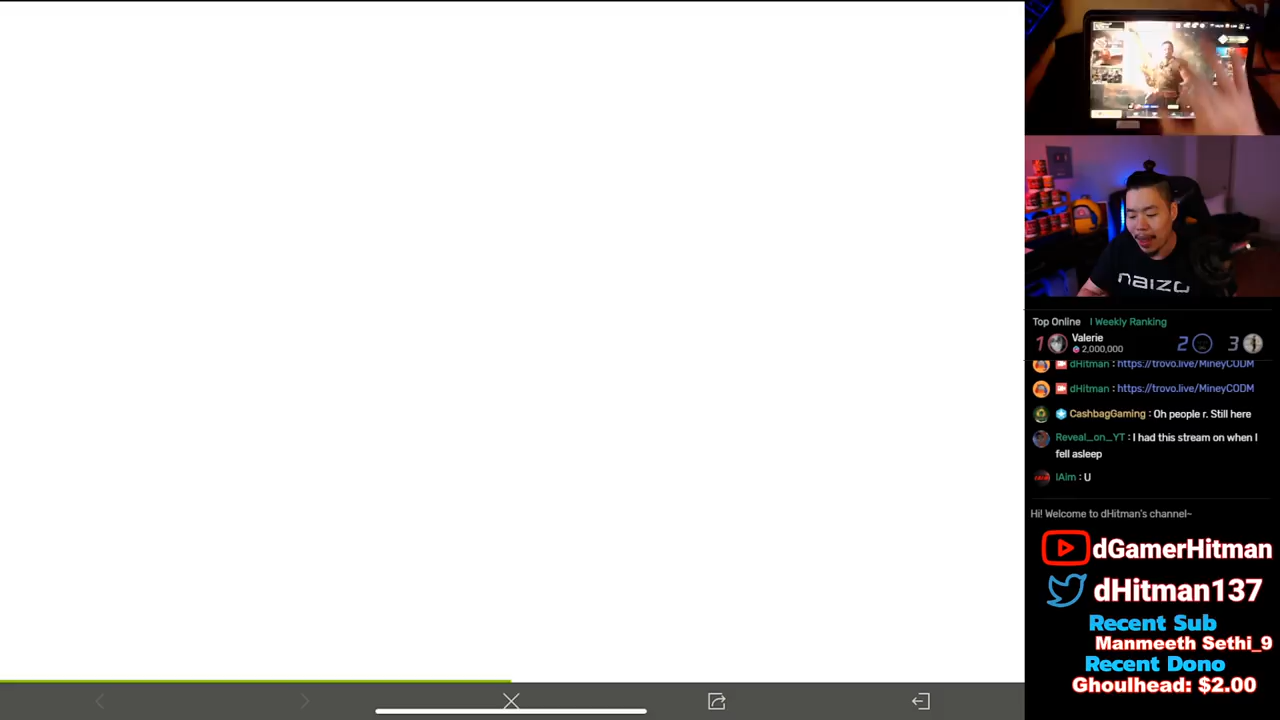 naizo
Top Online | Weekly Ranking
1 Valerie 2,000,000 2 3
dHitman : https://trovo.live/MineyCODM
dHitman : https://trovo.live/MineyCODM
CashbagGaming : Oh people r. Still here
Reveal_on_YT : I had this stream on when I
fell asleep
IAim : U
Hi! Welcome to dHitman's channel~
dGamerHitman
dHitman137
Recent Sub
Manmeeth Sethi_9
Recent Dono
Ghoulhead: $2.00